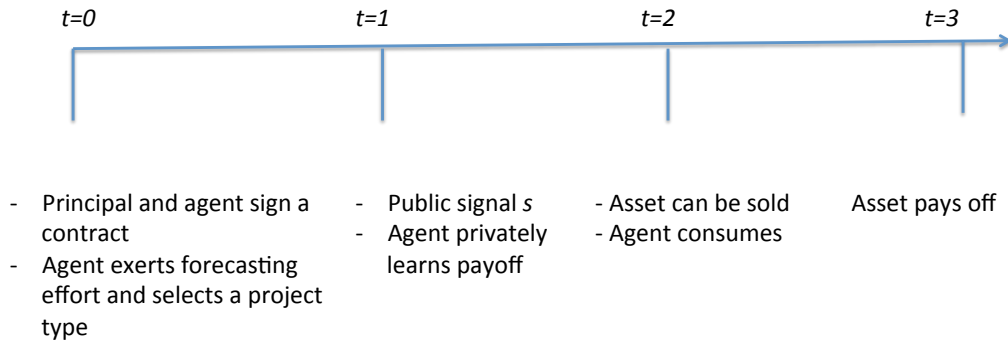 t=0
t=1
t=2
t=3
- Principal and agent sign a
contract
- Agent exerts forecasting
effort and selects a project
type
- Public signal s
- Agent privately
learns payoff
- Asset can be sold
- Agent consumes
Asset pays off